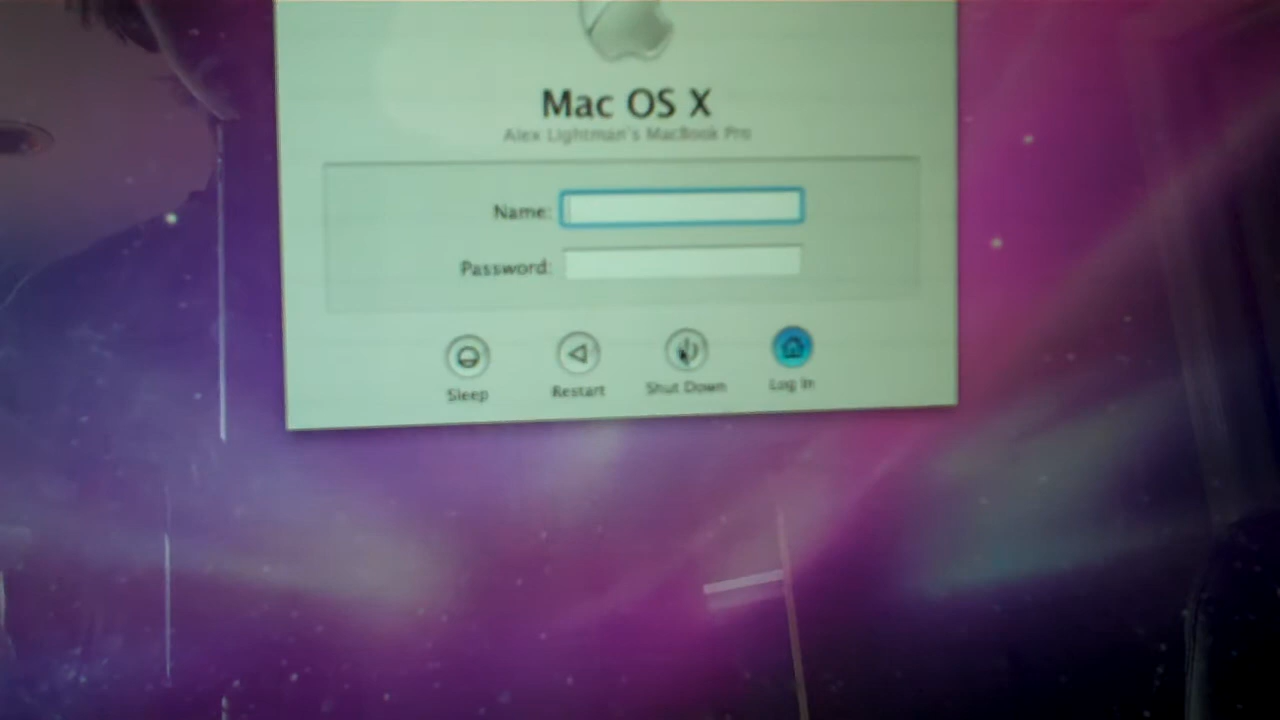 Mac OS X
Alex Lightman's MacBook Pro
Name:
Password:
Sleep
Restart
Shut Down
Log In